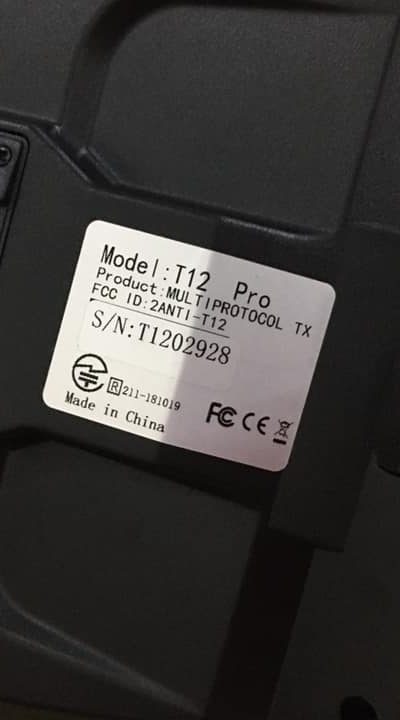 Model:T12 Pro
Product:MULTIPROTOCOL TX
FCC ID:2ANTI-T12
S/N:T1202928
R 211-181019
Made in China
FC CE